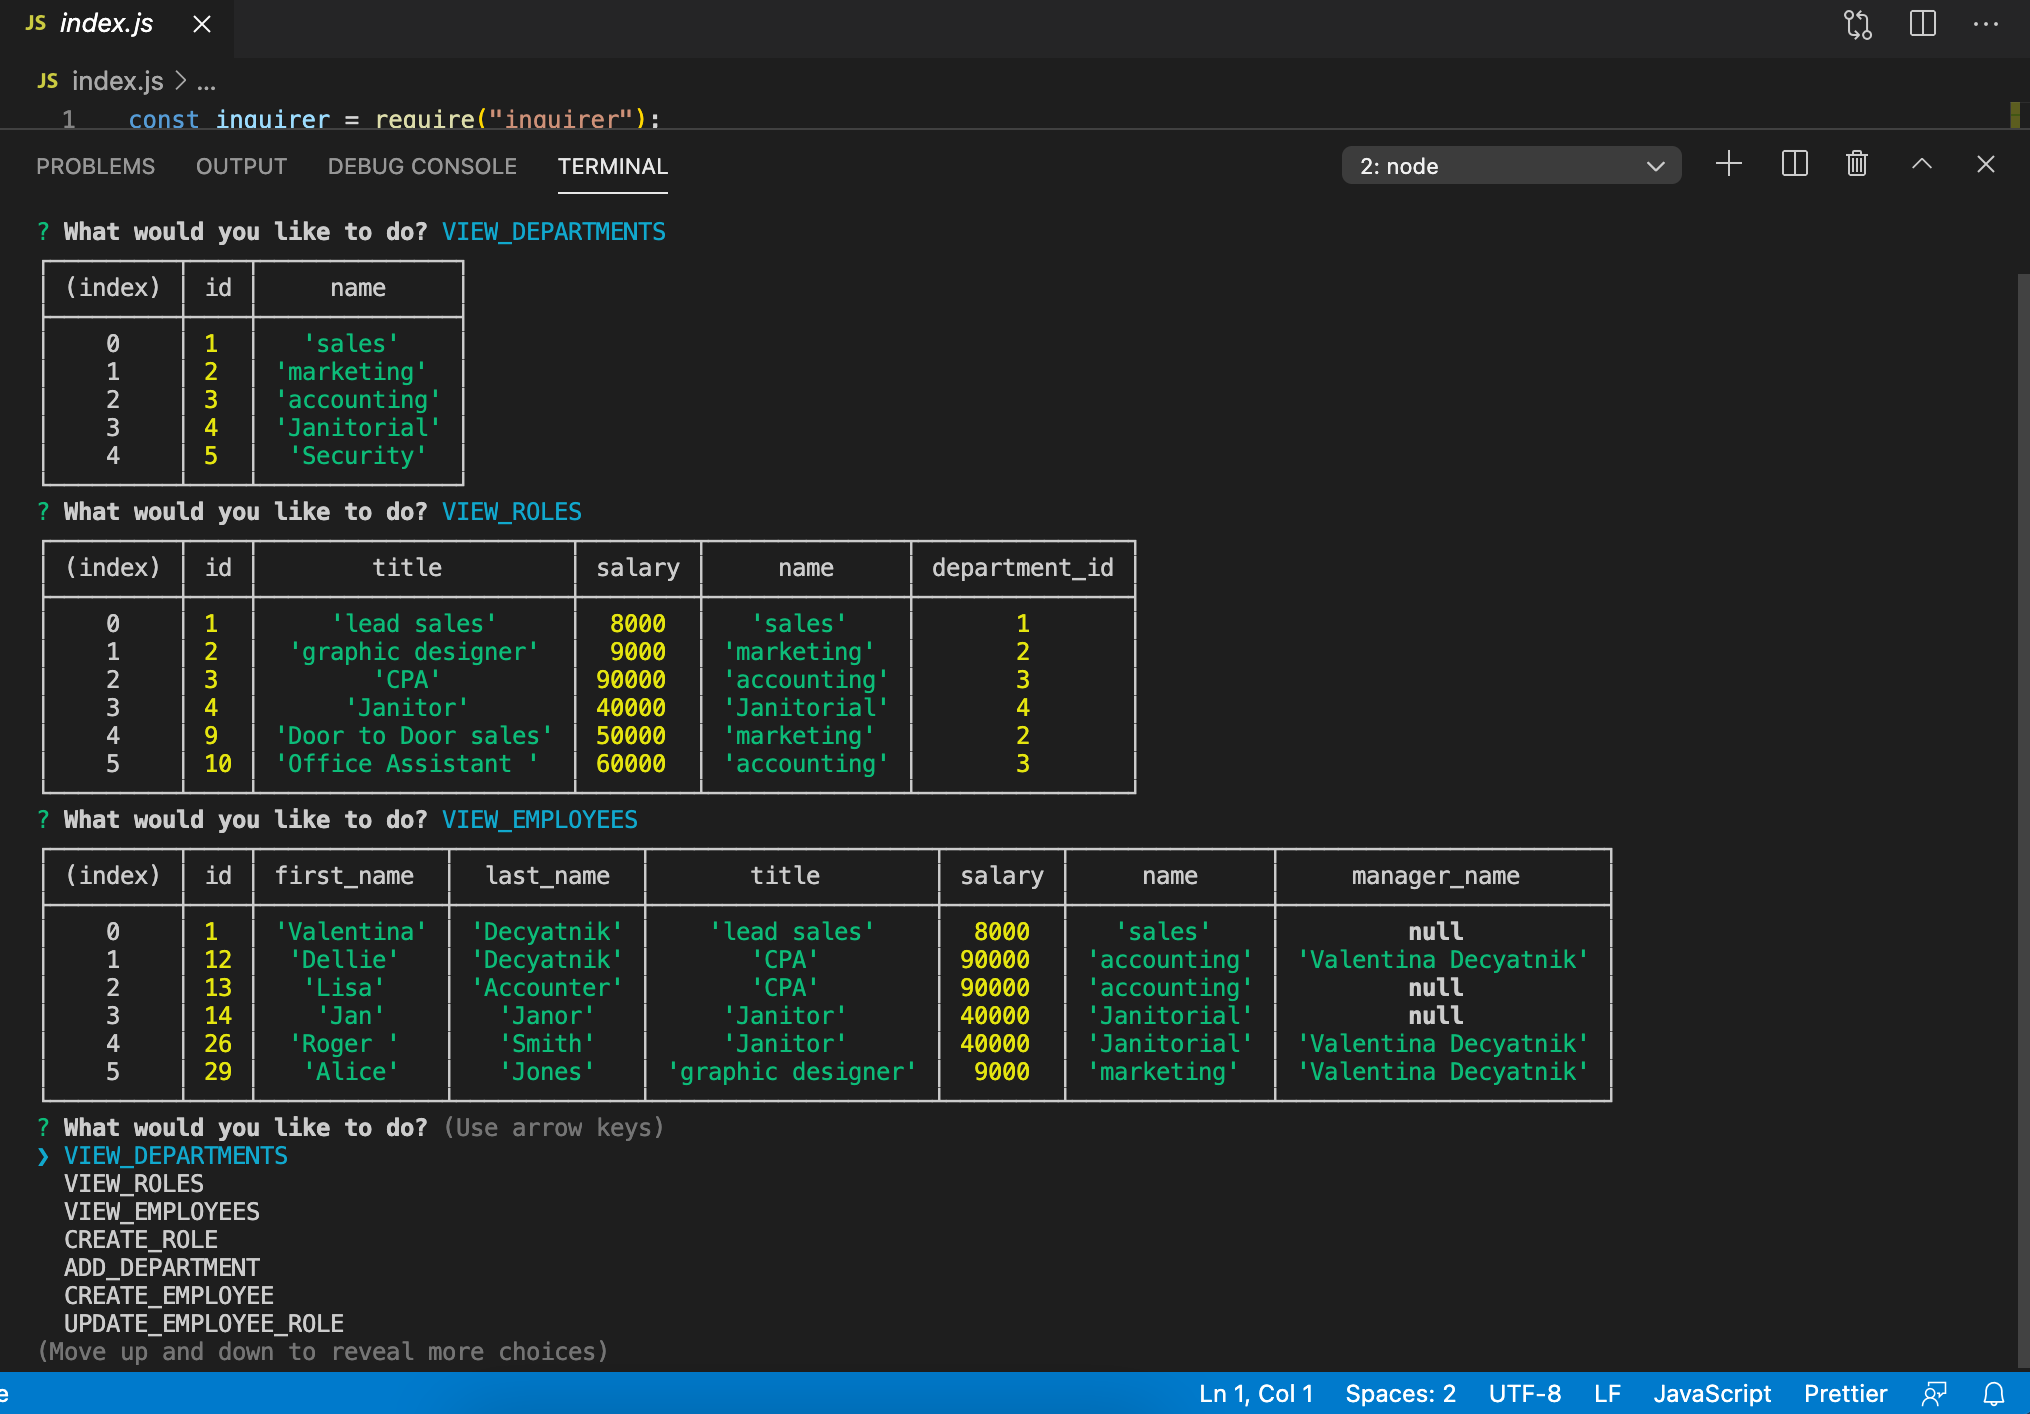 JS index.js
JS index.js > ...
1 const inquirer = require("inquirer");
PROBLEMS OUTPUT DEBUG CONSOLE TERMINAL 2: node
? What would you like to do? VIEW_DEPARTMENTS
(index) id name
0 1 'sales'
1 2 'marketing'
2 3 'accounting'
3 4 'Janitorial'
4 5 'Security'
? What would you like to do? VIEW_ROLES
(index) id title salary name department_id
0 1 'lead sales' 8000 'sales' 1
1 2 'graphic designer' 9000 'marketing' 2
2 3 'CPA' 90000 'accounting' 3
3 4 'Janitor' 40000 'Janitorial' 4
4 9 'Door to Door sales' 50000 'marketing' 2
5 10 'Office Assistant ' 60000 'accounting' 3
? What would you like to do? VIEW_EMPLOYEES
(index) id first_name last_name title salary name manager_name
0 1 'Valentina' 'Decyatnik' 'lead sales' 8000 'sales' null
1 12 'Dellie' 'Decyatnik' 'CPA' 90000 'accounting' 'Valentina Decyatnik'
2 13 'Lisa' 'Accounter' 'CPA' 90000 'accounting' null
3 14 'Jan' 'Janor' 'Janitor' 40000 'Janitorial' null
4 26 'Roger ' 'Smith' 'Janitor' 40000 'Janitorial' 'Valentina Decyatnik'
5 29 'Alice' 'Jones' 'graphic designer' 9000 'marketing' 'Valentina Decyatnik'
? What would you like to do? (Use arrow keys)
❯ VIEW_DEPARTMENTS
VIEW_ROLES
VIEW_EMPLOYEES
CREATE_ROLE
ADD_DEPARTMENT
CREATE_EMPLOYEE
UPDATE_EMPLOYEE_ROLE
(Move up and down to reveal more choices)
e Ln 1, Col 1 Spaces: 2 UTF-8 LF JavaScript Prettier